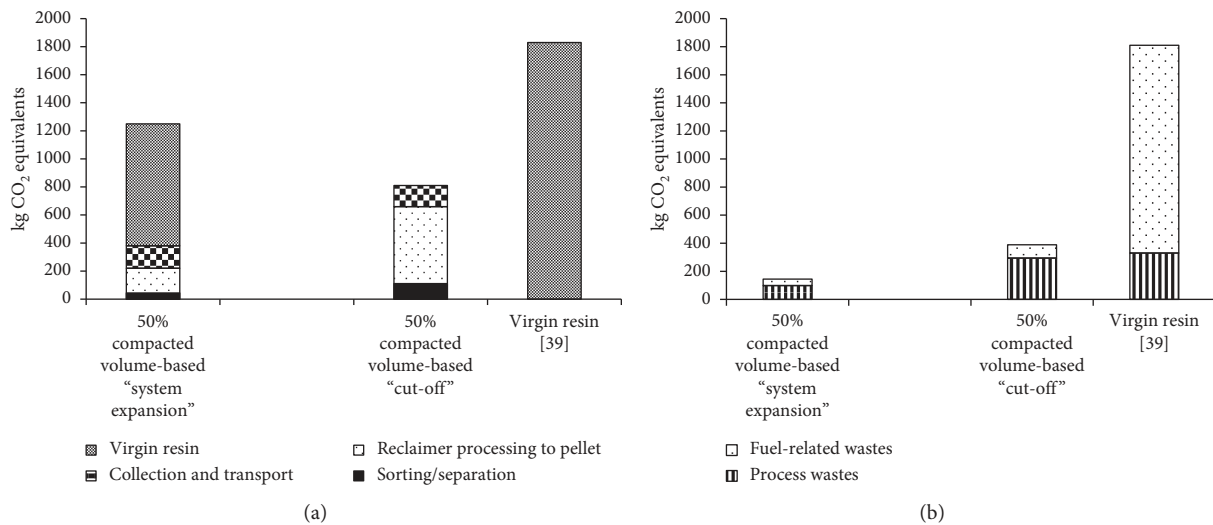 2000
1800
1600
1400
1200
1000
800
600
400
200
0
kg CO2 equivalents
50%
compacted
volume-based
“system
expansion”
50%
compacted
volume-based
“cut-off”
Virgin resin
[39]
Virgin resin
Collection and transport
Reclaimer processing to pellet
Sorting/separation
(a)
2000
1800
1600
1400
1200
1000
800
600
400
200
0
kg CO2 equivalents
50%
compacted
volume-based
“system
expansion”
50%
compacted
volume-based
“cut-off”
Virgin resin
[39]
Fuel-related wastes
Process wastes
(b)